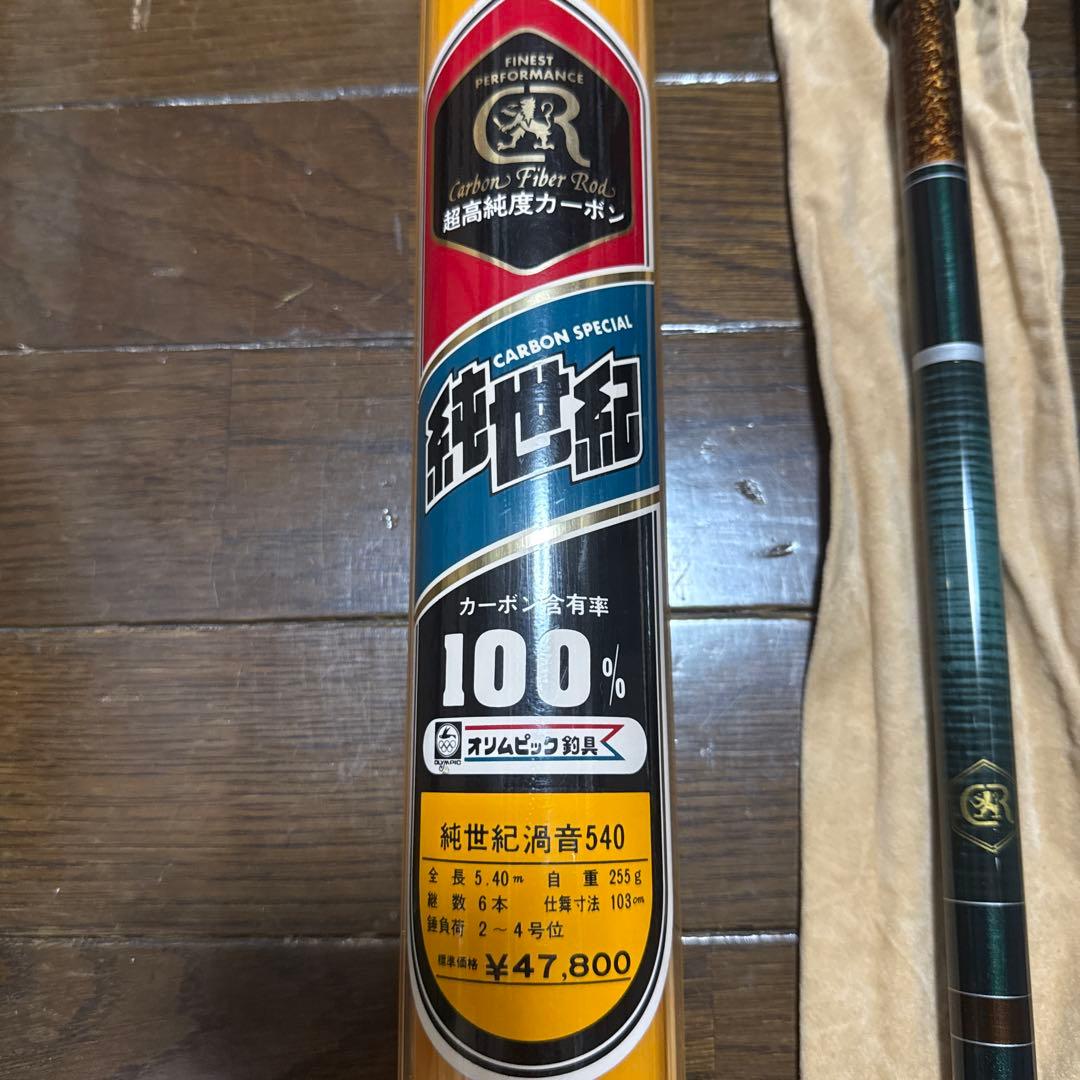 FINEST
PERFORMANCE
CR
Carbon Fiber Rod
超高純度カーボン
CARBON SPECIAL
純世紀
カーボン含有率
100%
OLYMPIC
オリムピック釣具
純世紀渦音540
全長 5.40m 自重 255g
継数 6本 仕舞寸法 103cm
錘負荷 2~4号位
標準価格 ¥47,800
CR